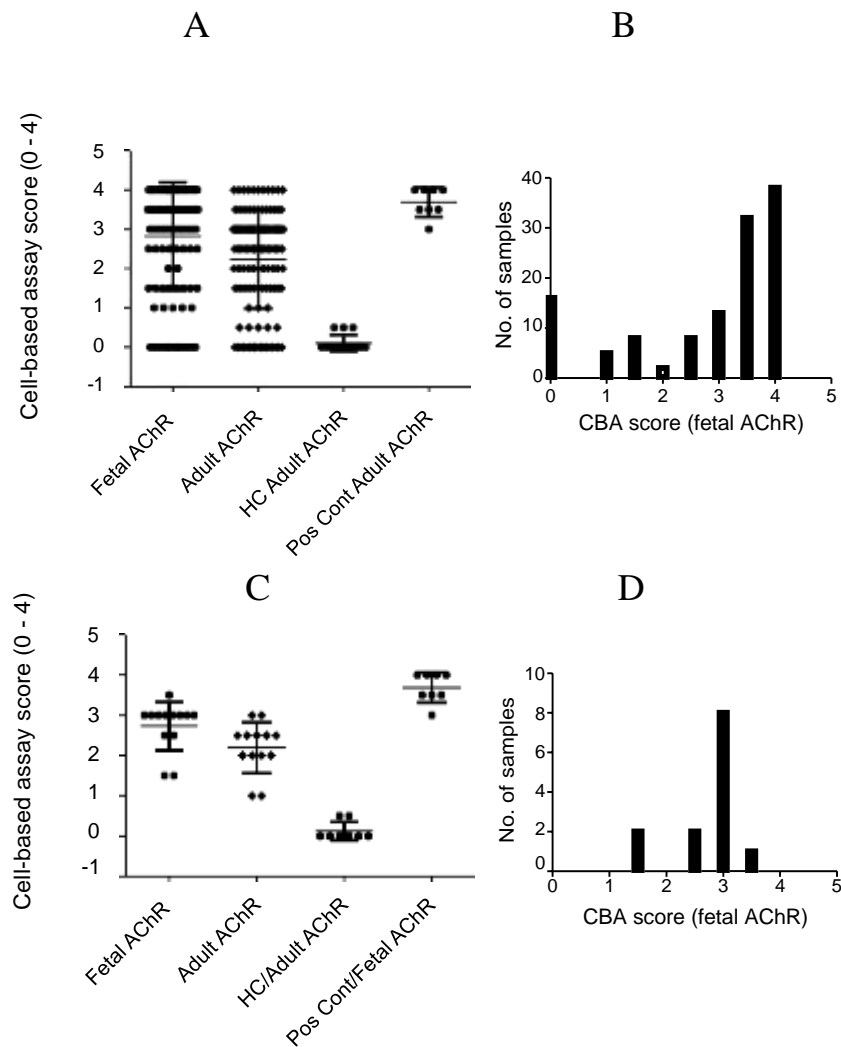 A
Cell-based assay score (0 - 4)
5
4
3
2
1
0
-1
Fetal AChR
Adult AChR
HC Adult AChR
Pos Cont Adult AChR
B
No. of samples
40
30
20
10
0
0 1 2 3 4 5
CBA score (fetal AChR)
C
Cell-based assay score (0 - 4)
5
4
3
2
1
0
-1
Fetal AChR
Adult AChR
HC/Adult AChR
Pos Cont/Fetal AChR
D
No. of samples
10
8
6
4
2
0
0 1 2 3 4 5
CBA score (fetal AChR)